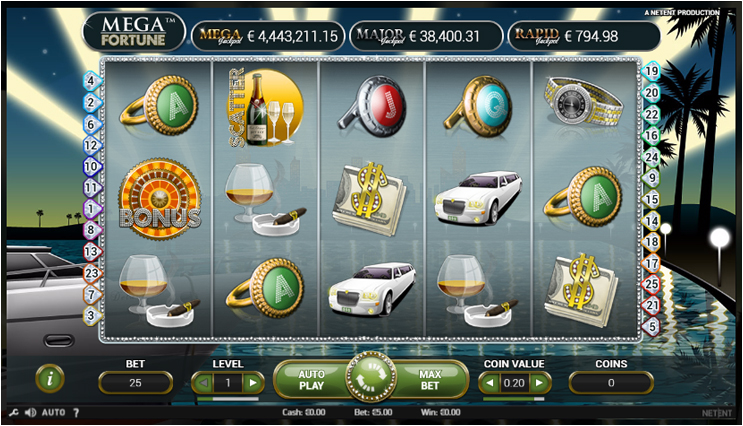 A NETENT PRODUCTION
MEGA™
FORTUNE
MEGA Jackpot € 4,443,211.15
MAJOR Jackpot € 38,400.31
RAPID Jackpot € 794.98
4 19
2 20
6 22
12 16
10 24
11 9
1 15
8 14
13 18
23 17
7 25
3 21
5
A SCATTER J Q
BONUS A
A
BET LEVEL COIN VALUE COINS
25 1 AUTO PLAY MAX BET 0.20 0
AUTO ? Cash: €0.00 Bet: €5.00 Win: €0.00 NETENT